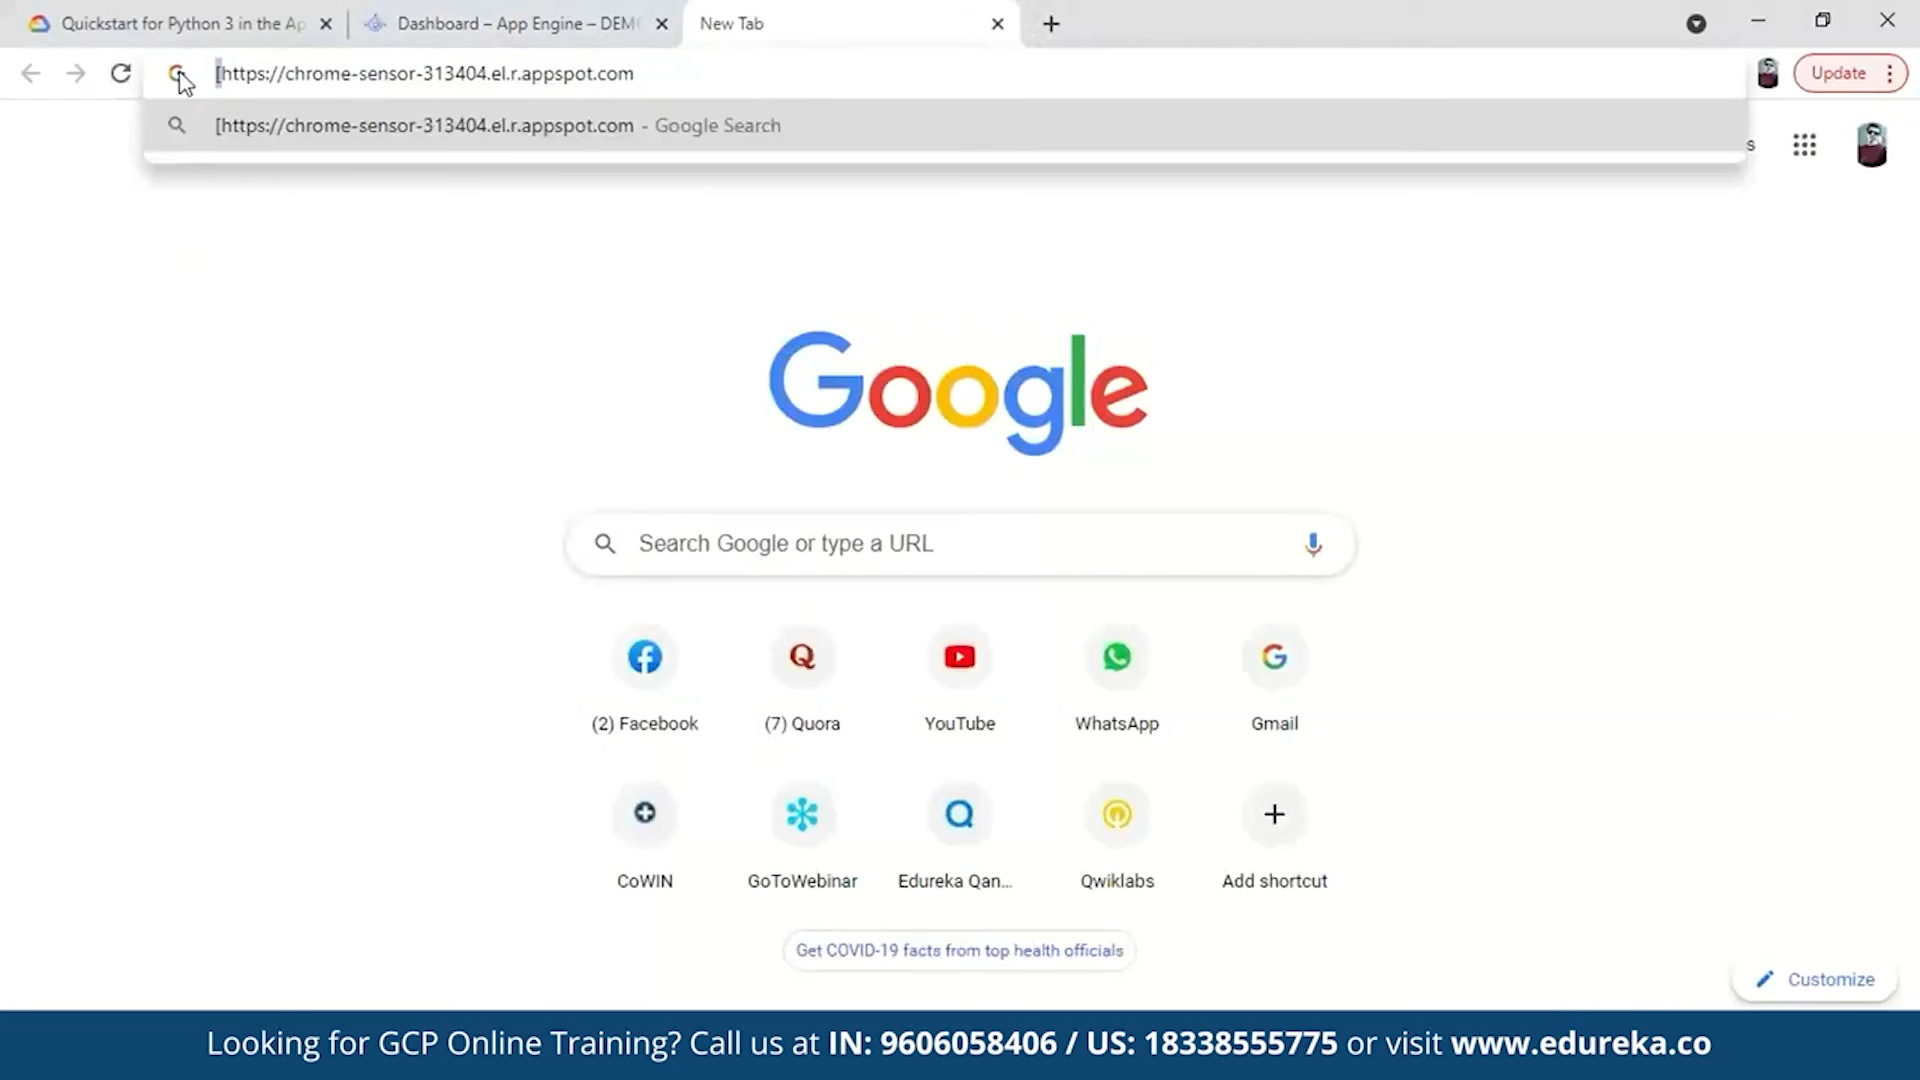 Quickstart for Python 3 in the Ap
Dashboard – App Engine – DEM
New Tab
[https://chrome-sensor-313404.el.r.appspot.com
Update
[https://chrome-sensor-313404.el.r.appspot.com - Google Search
s
Google
Search Google or type a URL
(2) Facebook
(7) Quora
YouTube
WhatsApp
Gmail
CoWIN
GoToWebinar
Edureka Qan...
Qwiklabs
Add shortcut
Get COVID-19 facts from top health officials
Customize
Looking for GCP Online Training? Call us at IN: 9606058406 / US: 18338555775 or visit www.edureka.co